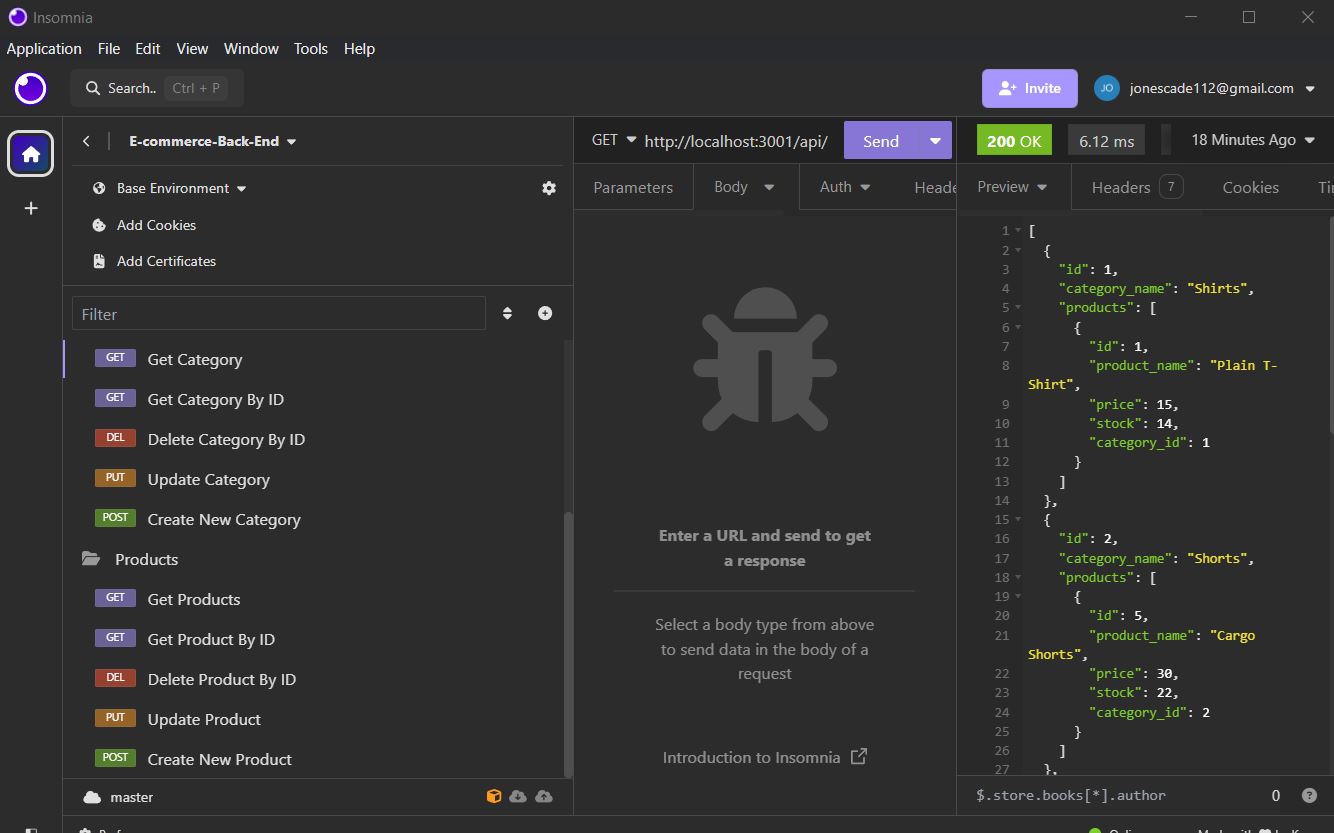 Insomnia
Application File Edit View Window Tools Help
Search.. Ctrl + P
Invite
JO jonescade112@gmail.com
E-commerce-Back-End
Base Environment
Add Cookies
Add Certificates
Filter
GET Get Category
GET Get Category By ID
DEL Delete Category By ID
PUT Update Category
POST Create New Category
Products
GET Get Products
GET Get Product By ID
DEL Delete Product By ID
PUT Update Product
POST Create New Product
master
GET http://localhost:3001/api/ Send
Parameters Body Auth
Enter a URL and send to get
a response
Select a body type from above
to send data in the body of a
request
Introduction to Insomnia
200 OK 6.12 ms 18 Minutes Ago
Preview Headers 7 Cookies
1 [
2 {
3 "id": 1,
4 "category_name": "Shirts",
5 "products": [
6 {
7 "id": 1,
8 "product_name": "Plain T-
Shirt",
9 "price": 15,
10 "stock": 14,
11 "category_id": 1
12 }
13 ]
14 },
15 {
16 "id": 2,
17 "category_name": "Shorts",
18 "products": [
19 {
20 "id": 5,
21 "product_name": "Cargo
Shorts",
22 "price": 30,
23 "stock": 22,
24 "category_id": 2
25 }
26 ]
27 },
$.store.books[*].author 0 ?